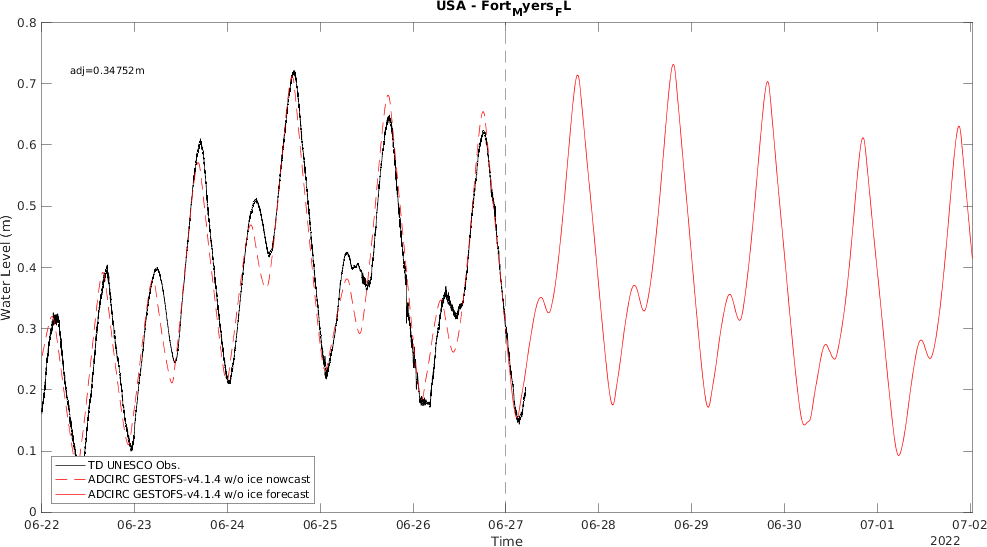 USA - FortMyersFL
0.8
adj=0.34752m
0.7
0.6
0.5
0.4
0.3
0.2
0.1
0
Water Level (m)
TD UNESCO Obs.
ADCIRC GESTOFS-v4.1.4 w/o ice nowcast
ADCIRC GESTOFS-v4.1.4 w/o ice forecast
06-22 06-23 06-24 06-25 06-26 06-27 06-28 06-29 06-30 07-01 07-02
Time
2022